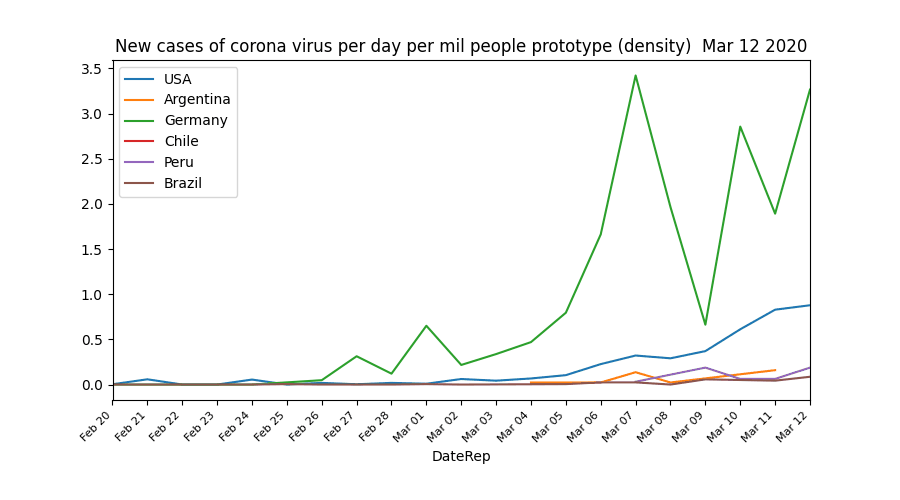 New cases of corona virus per day per mil people prototype (density)  Mar 12 2020
3.5
3.0
2.5
2.0
1.5
1.0
0.5
0.0
USA
Argentina
Germany
Chile
Peru
Brazil
Feb 20
Feb 21
Feb 22
Feb 23
Feb 24
Feb 25
Feb 26
Feb 27
Feb 28
Mar 01
Mar 02
Mar 03
Mar 04
Mar 05
Mar 06
Mar 07
Mar 08
Mar 09
Mar 10
Mar 11
Mar 12
DateRep